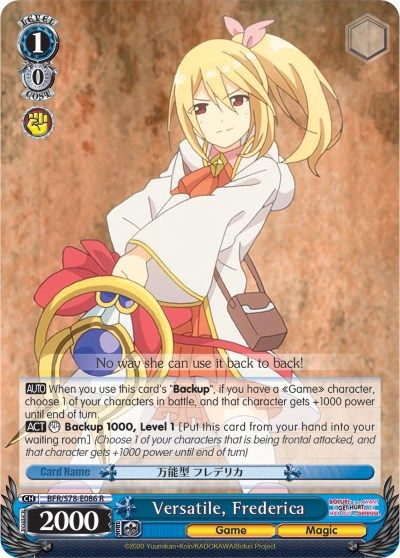 LEVEL
1
0
COST
No way she can use it back to back!
AUTO When you use this card's "Backup", if you have a «Game» character,
choose 1 of your characters in battle, and that character gets +1000 power
until end of turn.
ACT Backup 1000, Level 1 [Put this card from your hand into your
waiting room] (Choose 1 of your characters that is being frontal attacked, and
that character gets +1000 power until end of turn)
Card Name
万能型 フレデリカ
CH BFR/S78-E086 R
POWER 2000
Versatile, Frederica
Game Magic
©2020 Yuumikan・Koin/KADOKAWA/Bofuri Project